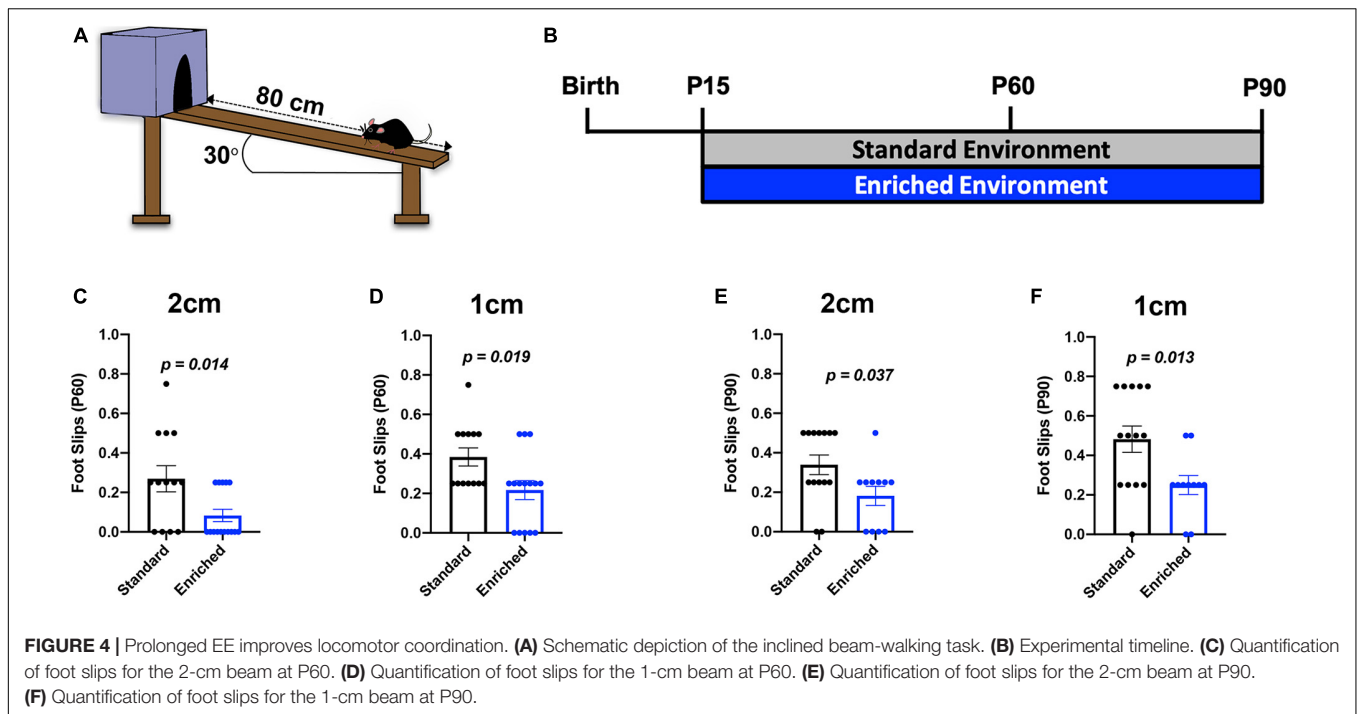 A
80 cm
30°
B
Birth P15 P60 P90
Standard Environment
Enriched Environment
C
2cm
Foot Slips (P60)
1.0
0.8
0.6
0.4
0.2
0.0
p = 0.014
Standard
Enriched
D
1cm
Foot Slips (P60)
1.0
0.8
0.6
0.4
0.2
0.0
p = 0.019
Standard
Enriched
E
2cm
Foot Slips (P90)
1.0
0.8
0.6
0.4
0.2
0.0
p = 0.037
Standard
Enriched
F
1cm
Foot Slips (P90)
1.0
0.8
0.6
0.4
0.2
0.0
p = 0.013
Standard
Enriched
FIGURE 4 | Prolonged EE improves locomotor coordination. (A) Schematic depiction of the inclined beam-walking task. (B) Experimental timeline. (C) Quantification
of foot slips for the 2-cm beam at P60. (D) Quantification of foot slips for the 1-cm beam at P60. (E) Quantification of foot slips for the 2-cm beam at P90.
(F) Quantification of foot slips for the 1-cm beam at P90.